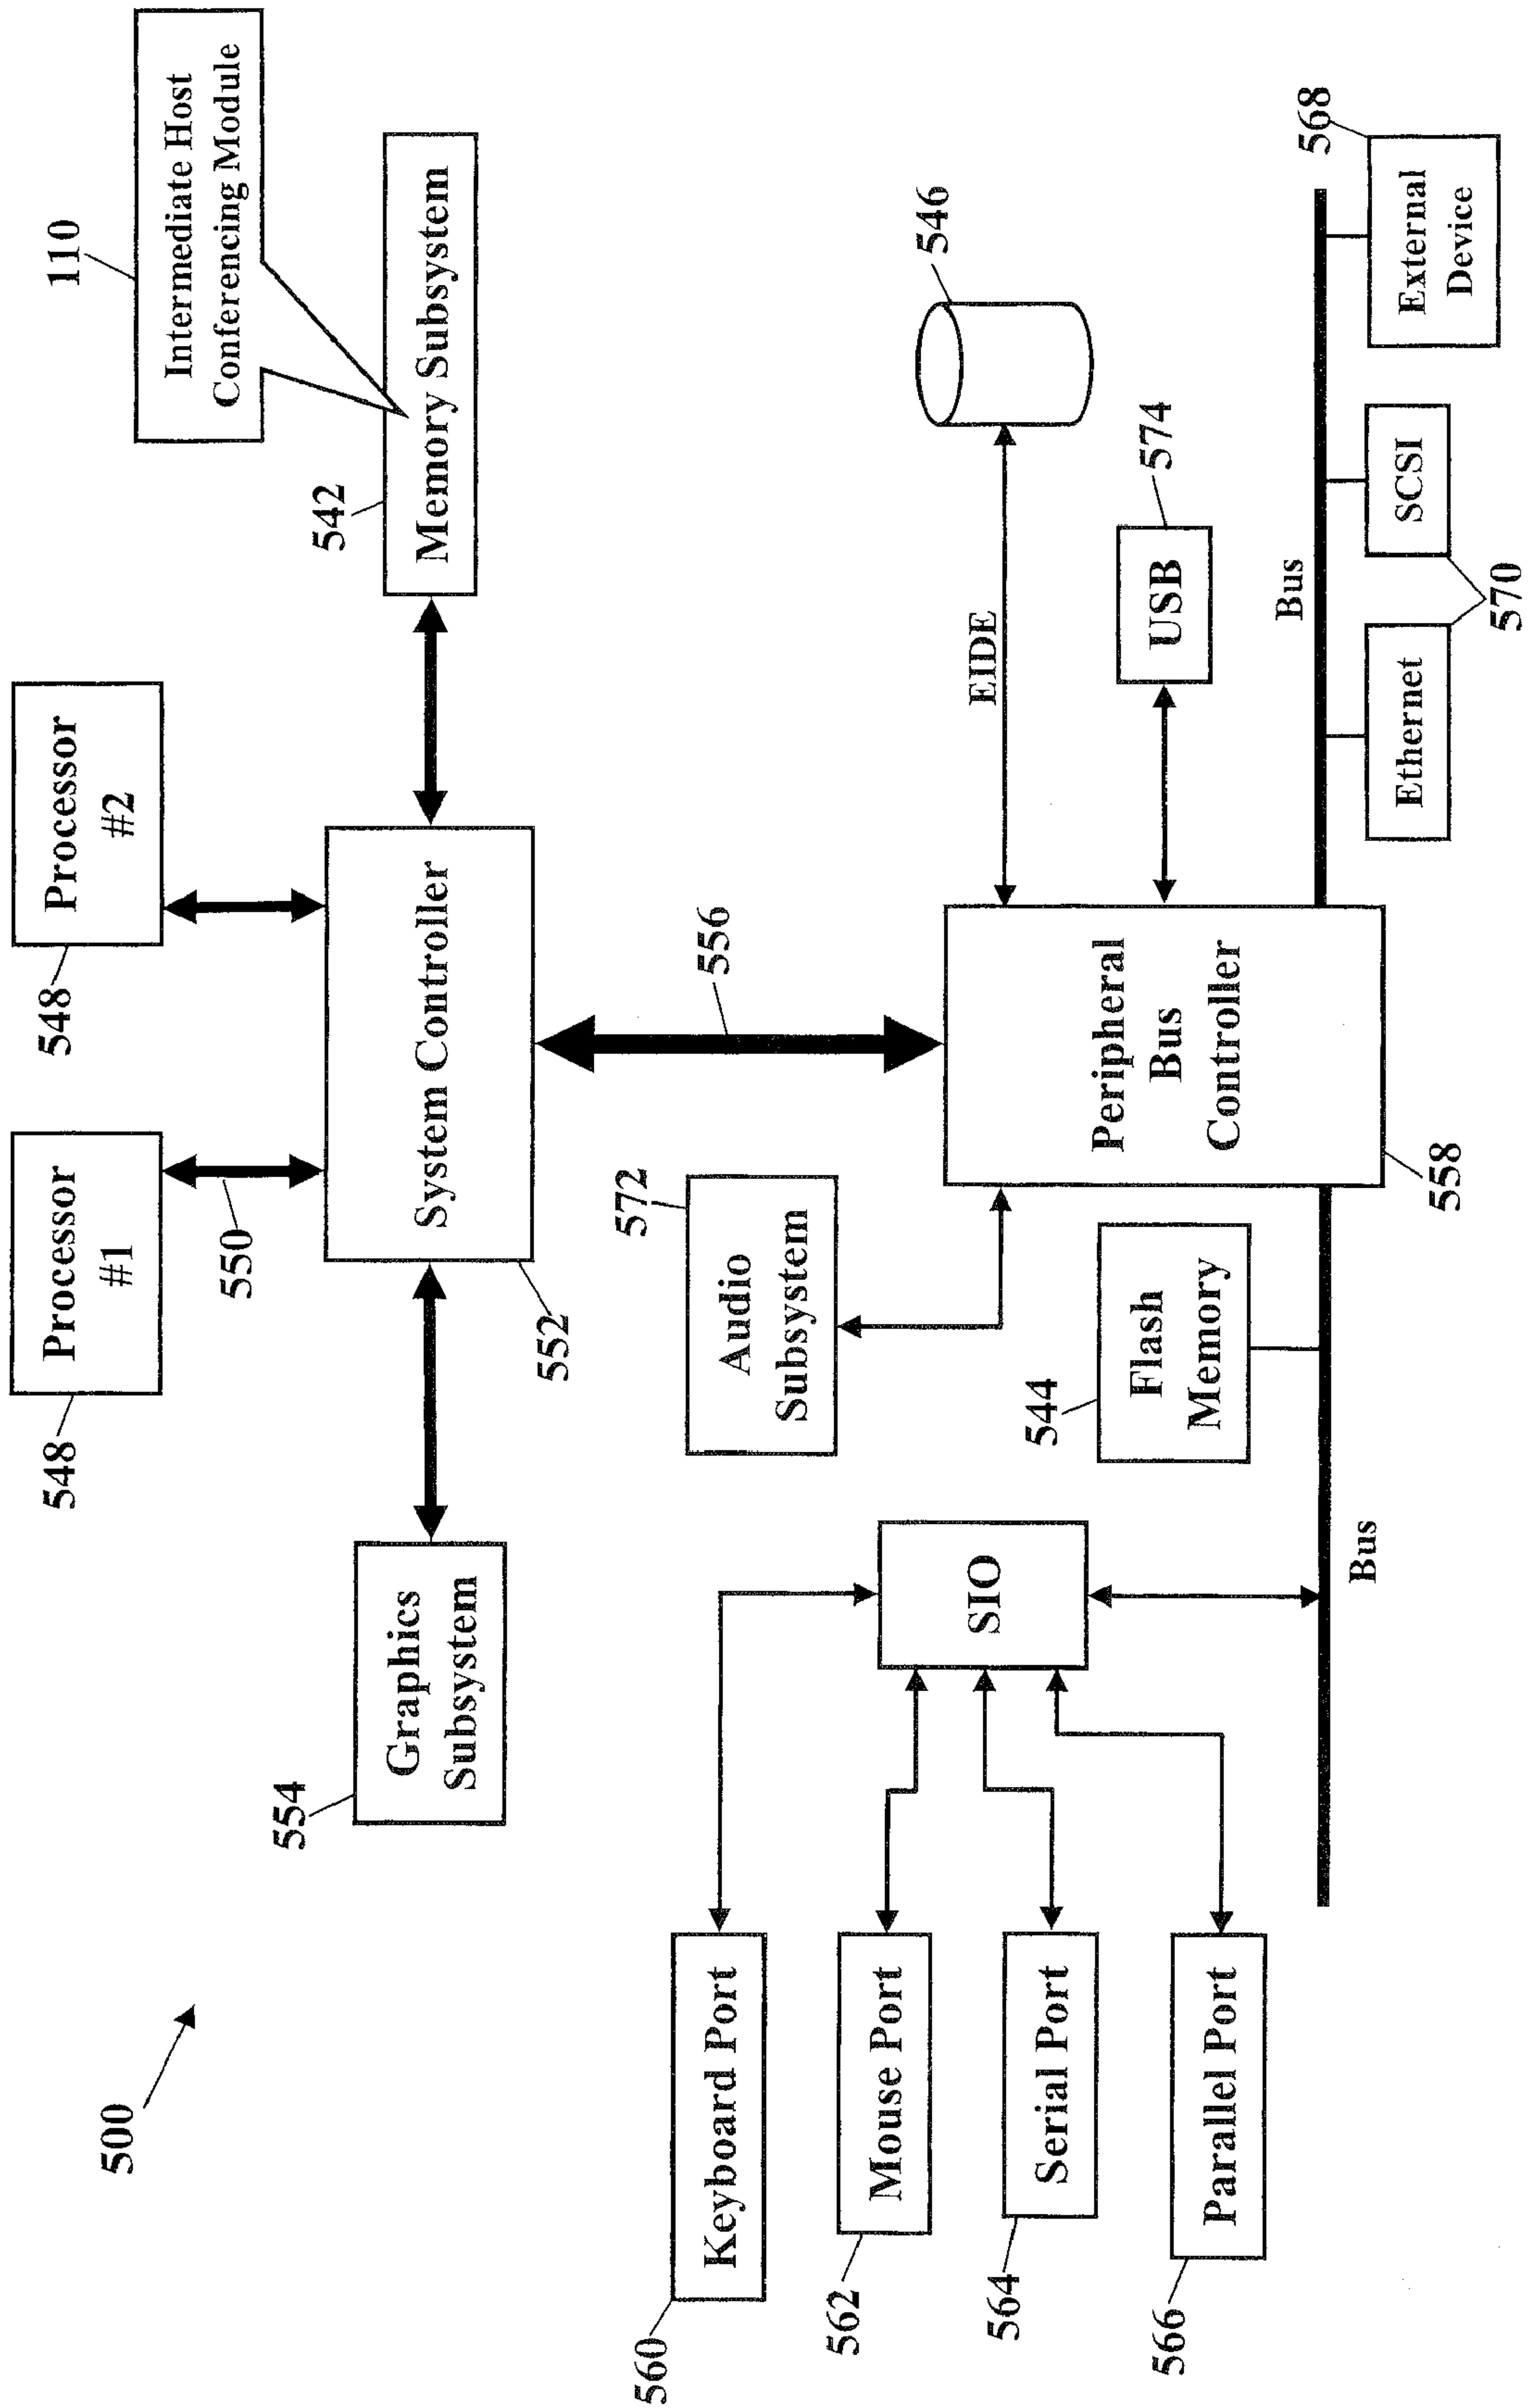 500
548
Processor
#1
550
548
Processor
#2
110
Intermediate Host
Conferencing Module
554
Graphics
Subsystem
552
System Controller
542
Memory Subsystem
556
560
Keyboard Port
562
Mouse Port
564
Serial Port
566
Parallel Port
SIO
572
Audio
Subsystem
544
Flash
Memory
Bus
558
Peripheral
Bus
Controller
EIDE
546
USB
574
Bus
Ethernet
SCSI
570
External
Device
568